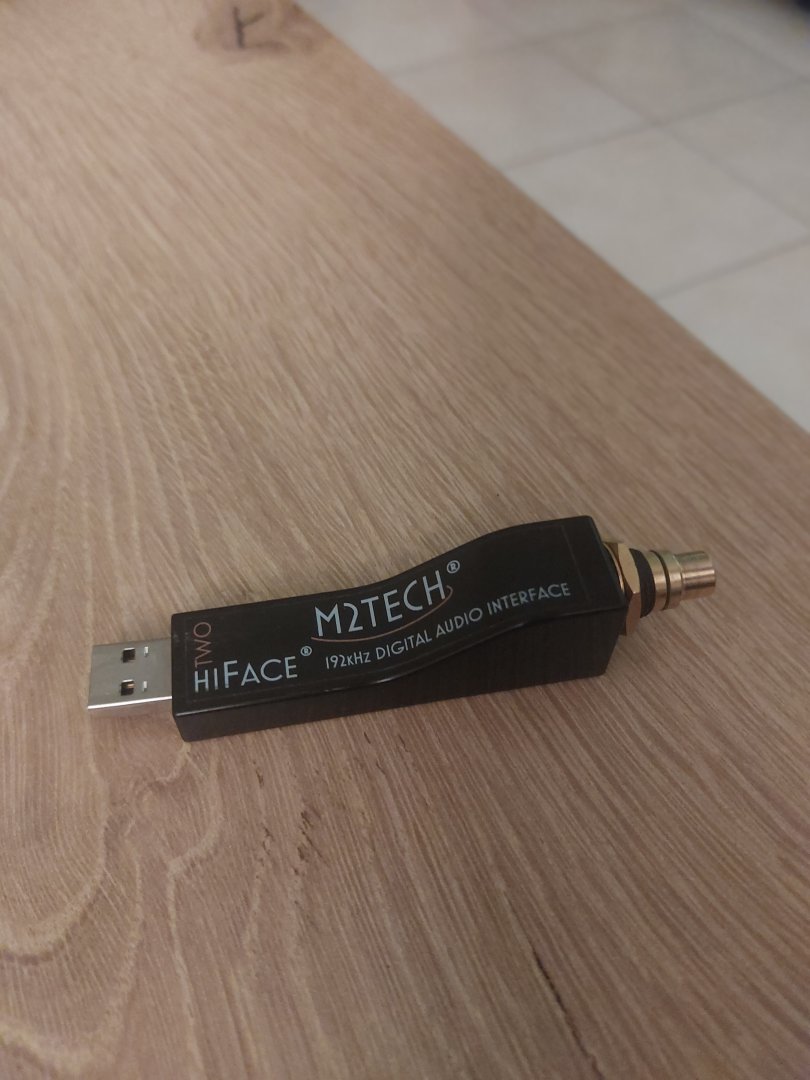 TWO
HIFACE®
M2TECH®
192KHZ DIGITAL AUDIO INTERFACE